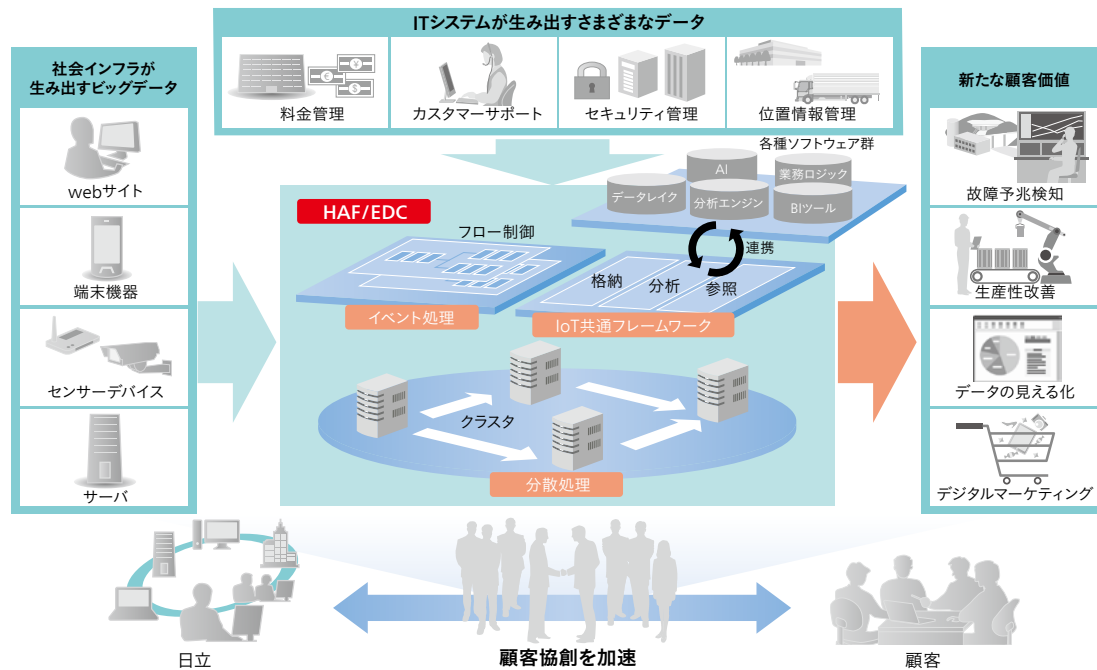 ITシステムが生み出すさまざまなデータ
料金管理
カスタマーサポート
セキュリティ管理
位置情報管理
社会インフラが
生み出すビッグデータ
webサイト
端末機器
センサーデバイス
サーバ
各種ソフトウェア群
AI
業務ロジック
データレイク
分析エンジン
BIツール
HAF/EDC
フロー制御
連携
格納
分析
参照
イベント処理
IoT共通フレームワーク
クラスタ
分散処理
新たな顧客価値
故障予兆検知
生産性改善
データの見える化
デジタルマーケティング
日立
顧客協創を加速
顧客